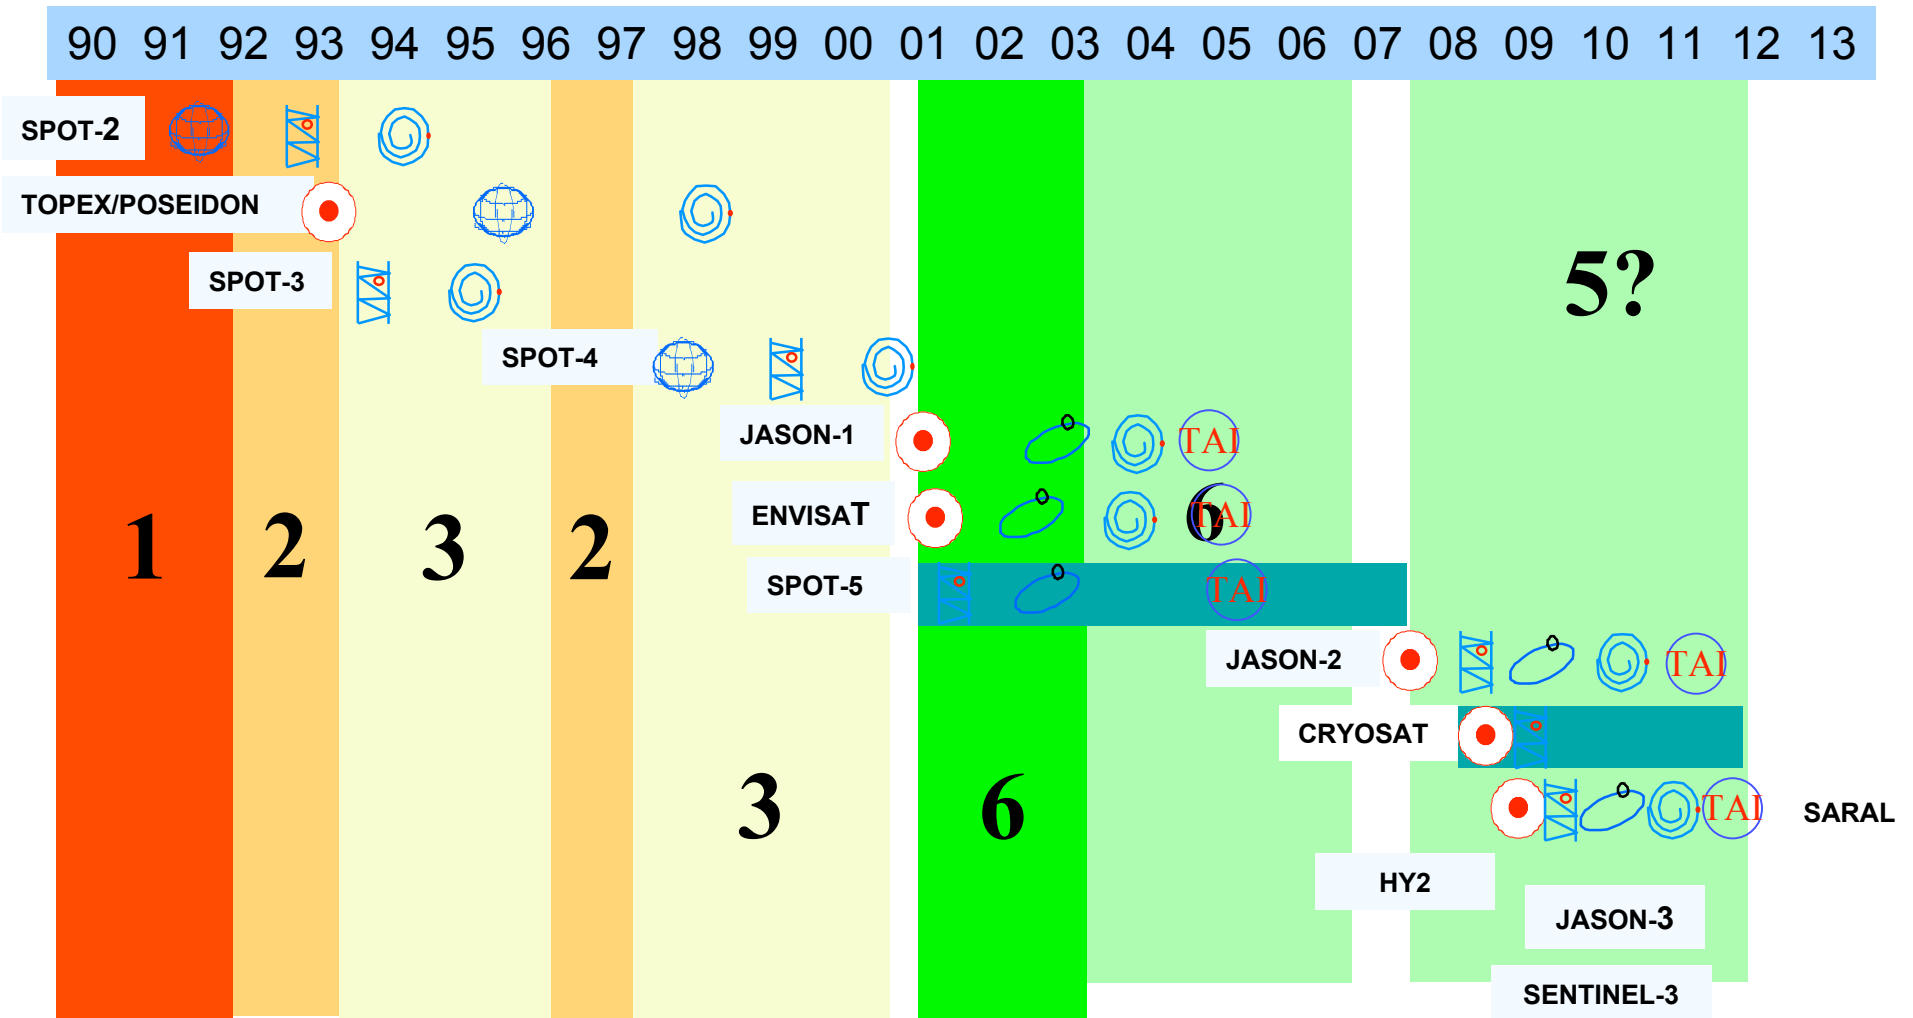 90 91 92 93 94 95 96 97 98 99 00 01 02 03 04 05 06 07 08 09 10 11 12 13
SPOT-2
TOPEX/POSEIDON
SPOT-3
5?
SPOT-4
JASON-1
TAI
ENVISAT
6
TAI
1
2
3
2
SPOT-5
TAI
JASON-2
TAI
CRYOSAT
3
6
TAI
SARAL
HY2
JASON-3
SENTINEL-3